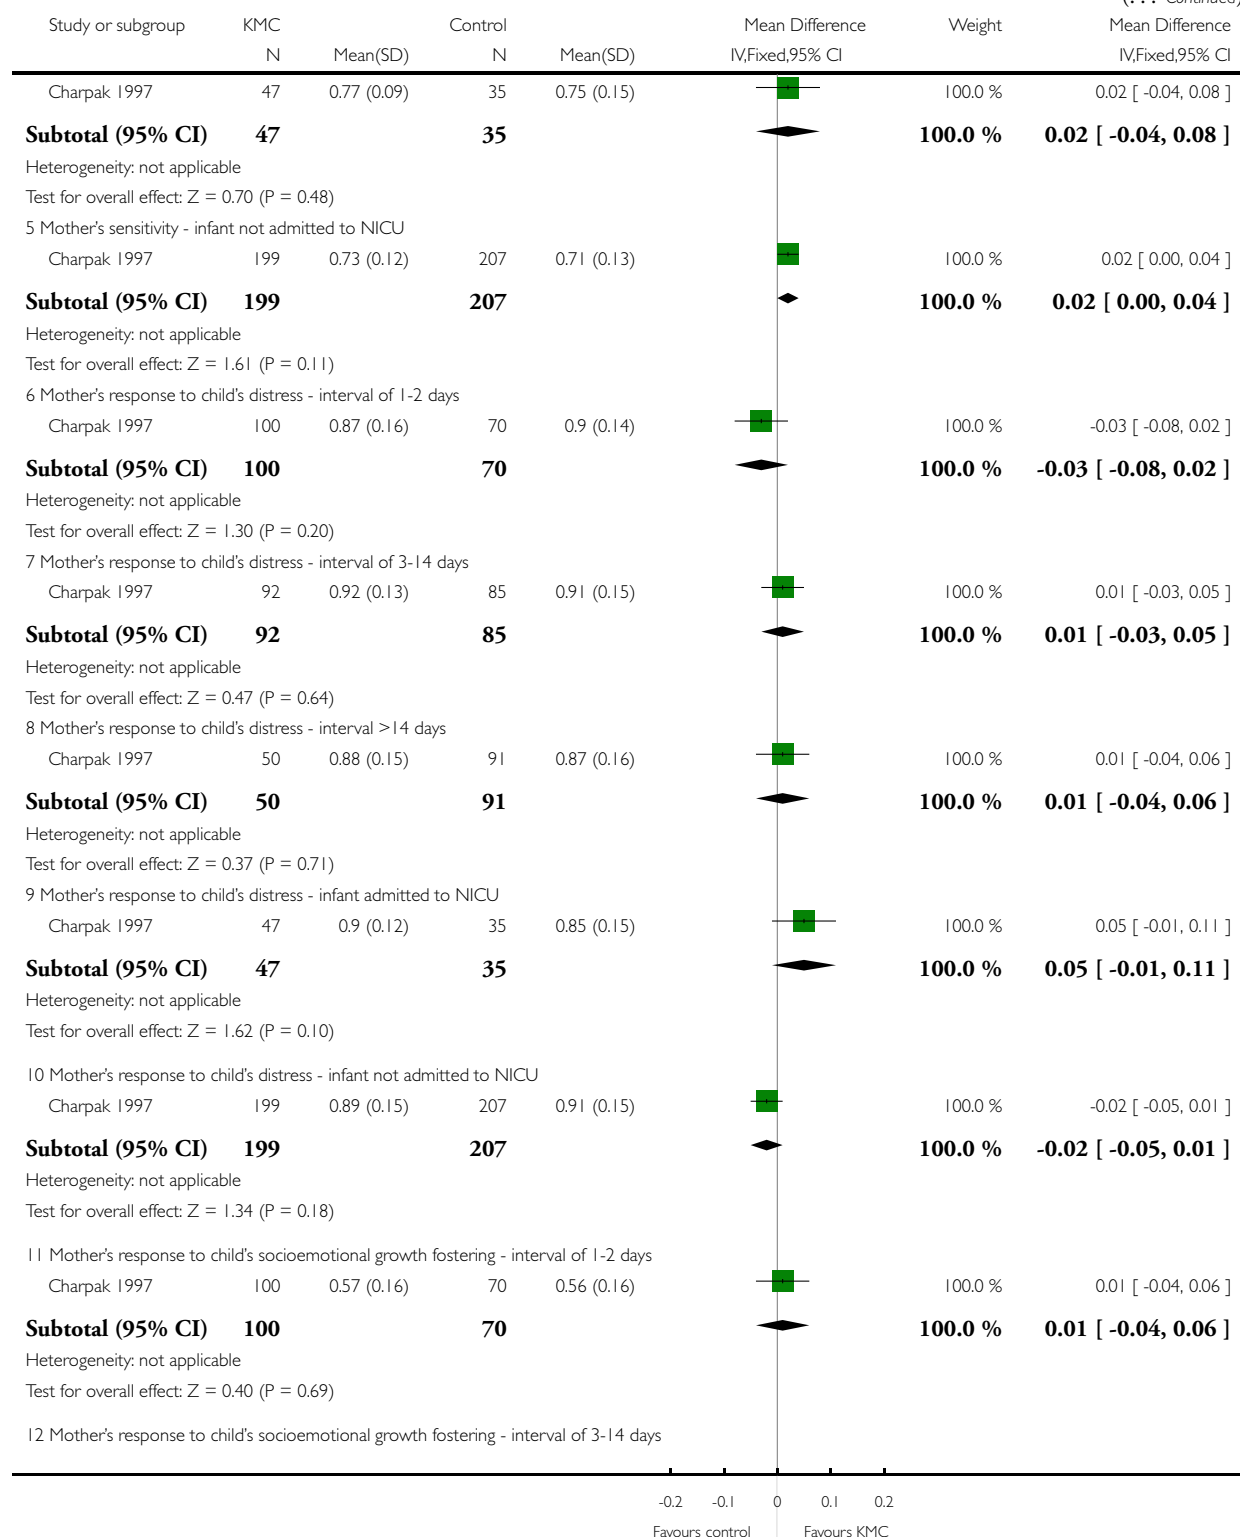 (. . . Continued)
Study or subgroup KMC Control Mean Difference Weight Mean Difference
N Mean(SD) N Mean(SD) IV,Fixed,95% CI IV,Fixed,95% CI
Charpak 1997 47 0.77 (0.09) 35 0.75 (0.15) 100.0 % 0.02 [ -0.04, 0.08 ]
Subtotal (95% CI) 47 35 100.0 % 0.02 [ -0.04, 0.08 ]
Heterogeneity: not applicable
Test for overall effect: Z = 0.70 (P = 0.48)
5 Mother's sensitivity - infant not admitted to NICU
Charpak 1997 199 0.73 (0.12) 207 0.71 (0.13) 100.0 % 0.02 [ 0.00, 0.04 ]
Subtotal (95% CI) 199 207 100.0 % 0.02 [ 0.00, 0.04 ]
Heterogeneity: not applicable
Test for overall effect: Z = 1.61 (P = 0.11)
6 Mother's response to child's distress - interval of 1-2 days
Charpak 1997 100 0.87 (0.16) 70 0.9 (0.14) 100.0 % -0.03 [ -0.08, 0.02 ]
Subtotal (95% CI) 100 70 100.0 % -0.03 [ -0.08, 0.02 ]
Heterogeneity: not applicable
Test for overall effect: Z = 1.30 (P = 0.20)
7 Mother's response to child's distress - interval of 3-14 days
Charpak 1997 92 0.92 (0.13) 85 0.91 (0.15) 100.0 % 0.01 [ -0.03, 0.05 ]
Subtotal (95% CI) 92 85 100.0 % 0.01 [ -0.03, 0.05 ]
Heterogeneity: not applicable
Test for overall effect: Z = 0.47 (P = 0.64)
8 Mother's response to child's distress - interval >14 days
Charpak 1997 50 0.88 (0.15) 91 0.87 (0.16) 100.0 % 0.01 [ -0.04, 0.06 ]
Subtotal (95% CI) 50 91 100.0 % 0.01 [ -0.04, 0.06 ]
Heterogeneity: not applicable
Test for overall effect: Z = 0.37 (P = 0.71)
9 Mother's response to child's distress - infant admitted to NICU
Charpak 1997 47 0.9 (0.12) 35 0.85 (0.15) 100.0 % 0.05 [ -0.01, 0.11 ]
Subtotal (95% CI) 47 35 100.0 % 0.05 [ -0.01, 0.11 ]
Heterogeneity: not applicable
Test for overall effect: Z = 1.62 (P = 0.10)
10 Mother's response to child's distress - infant not admitted to NICU
Charpak 1997 199 0.89 (0.15) 207 0.91 (0.15) 100.0 % -0.02 [ -0.05, 0.01 ]
Subtotal (95% CI) 199 207 100.0 % -0.02 [ -0.05, 0.01 ]
Heterogeneity: not applicable
Test for overall effect: Z = 1.34 (P = 0.18)
11 Mother's response to child's socioemotional growth fostering - interval of 1-2 days
Charpak 1997 100 0.57 (0.16) 70 0.56 (0.16) 100.0 % 0.01 [ -0.04, 0.06 ]
Subtotal (95% CI) 100 70 100.0 % 0.01 [ -0.04, 0.06 ]
Heterogeneity: not applicable
Test for overall effect: Z = 0.40 (P = 0.69)
12 Mother's response to child's socioemotional growth fostering - interval of 3-14 days
-0.2 -0.1 0 0.1 0.2
Favours control Favours KMC